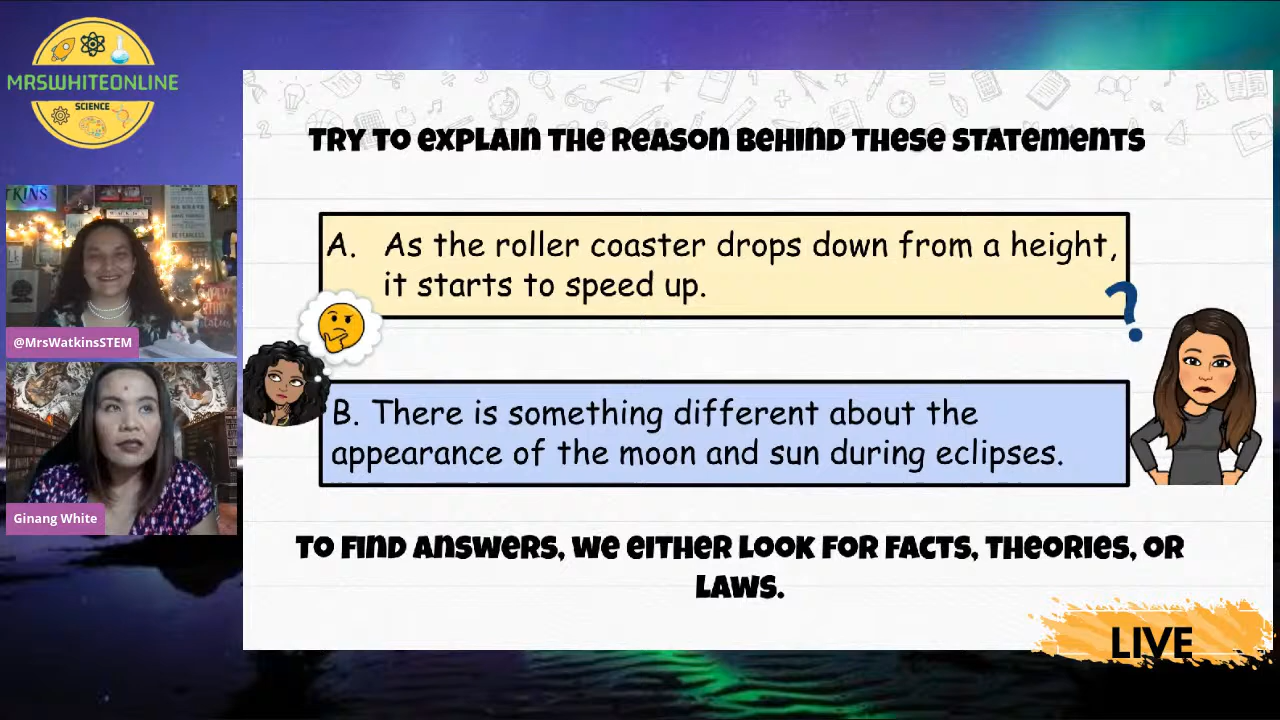 MRSWHITEONLINE
SCIENCE
TRY TO EXPLAIN THE REASON BEHIND THESE STATEMENTS
A. As the roller coaster drops down from a height,
it starts to speed up.
?
B. There is something different about the
appearance of the moon and sun during eclipses.
TO FIND ANSWERS, WE EITHER LOOK FOR FACTS, THEORIES, OR
LAWS.
@MrsWatkinsSTEM
Ginang White
LIVE